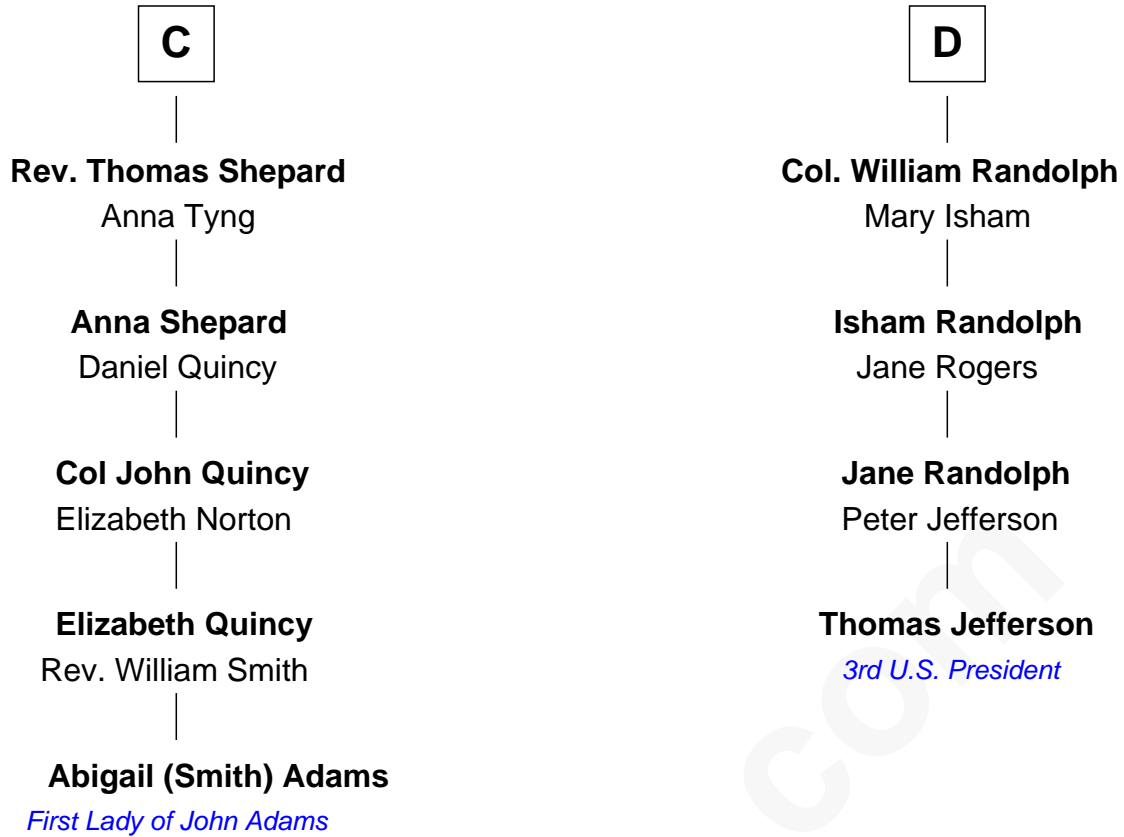 C
Rev. Thomas Shepard
Anna Tyng
Anna Shepard
Daniel Quincy
Col John Quincy
Elizabeth Norton
Elizabeth Quincy
Rev. William Smith
Abigail (Smith) Adams
First Lady of John Adams
D
Col. William Randolph
Mary Isham
Isham Randolph
Jane Rogers
Jane Randolph
Peter Jefferson
Thomas Jefferson
3rd U.S. President
com